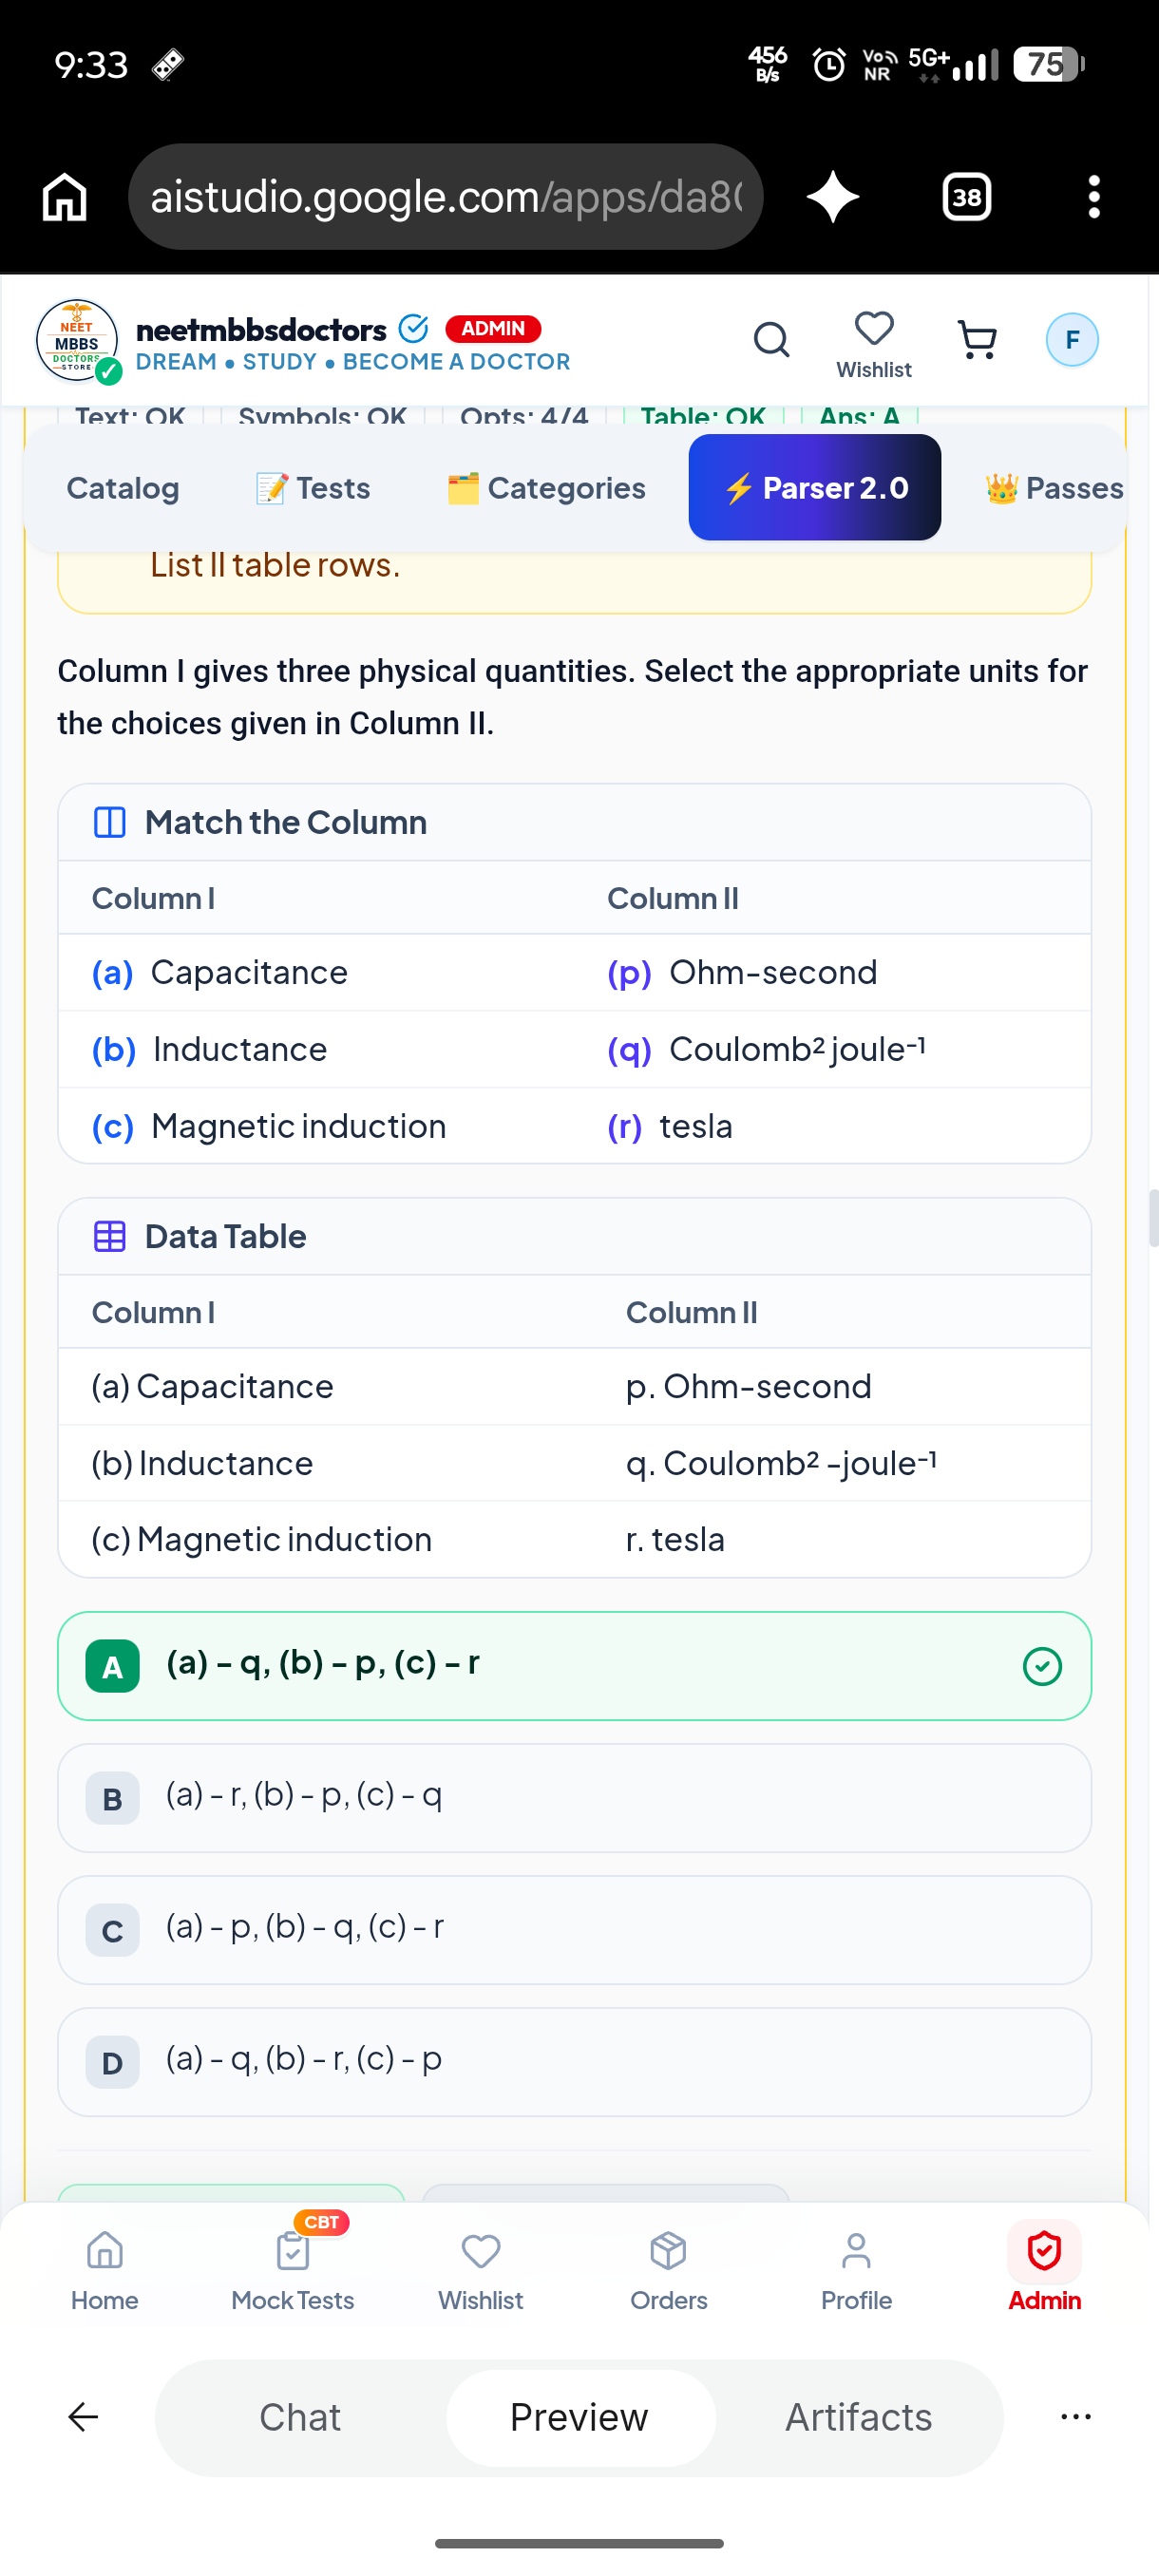 9:33
456 B/s
Vo NR
5G+
75
aistudio.google.com/apps/da8
38
NEET
MBBS
DOCTORS
STORE
neetmbbsdoctors
ADMIN
DREAM • STUDY • BECOME A DOCTOR
Wishlist
F
Text: OK
Symbols: OK
Opts: 4/4
Table: OK
Ans: A
Catalog
📝 Tests
🗂️ Categories
⚡ Parser 2.0
👑 Passes
List II table rows.
Column I gives three physical quantities. Select the appropriate units for
the choices given in Column II.
Match the Column
Column I Column II
(a) Capacitance (p) Ohm-second
(b) Inductance (q) Coulomb² joule⁻¹
(c) Magnetic induction (r) tesla
Data Table
Column I Column II
(a) Capacitance p. Ohm-second
(b) Inductance q. Coulomb² -joule⁻¹
(c) Magnetic induction r. tesla
A (a) - q, (b) - p, (c) - r
B (a) - r, (b) - p, (c) - q
C (a) - p, (b) - q, (c) - r
D (a) - q, (b) - r, (c) - p
CBT
Home Mock Tests Wishlist Orders Profile Admin
Chat Preview Artifacts